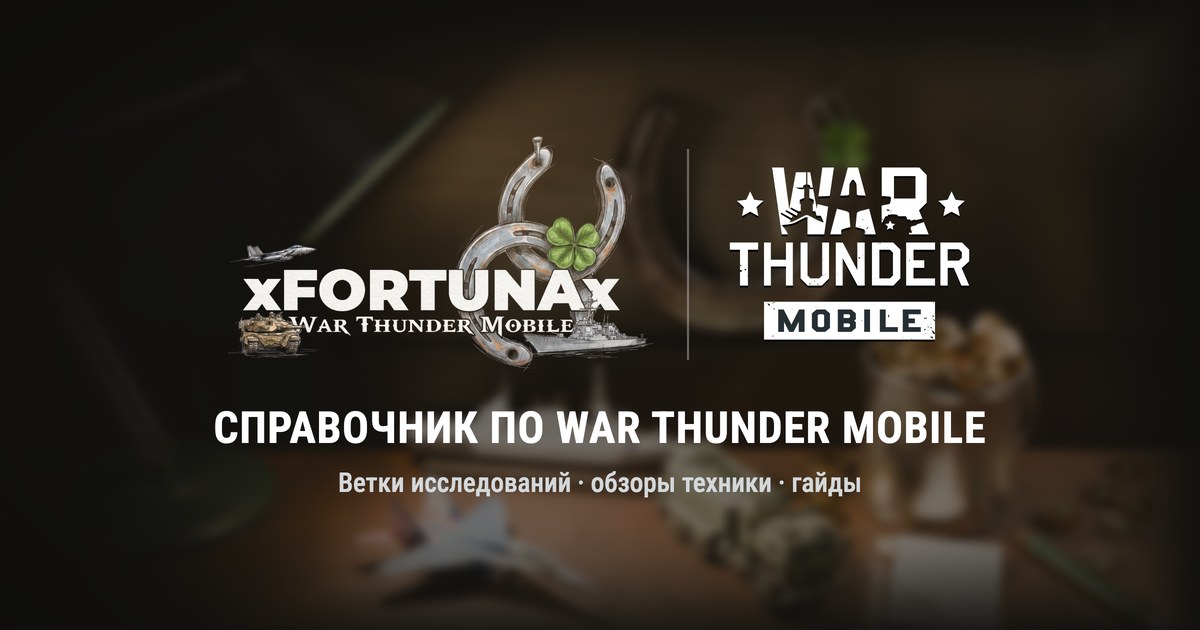 xFORTUNAx
War Thunder Mobile
WAR
THUNDER
MOBILE
СПРАВОЧНИК ПО WAR THUNDER MOBILE
Ветки исследований · обзоры техники · гайды